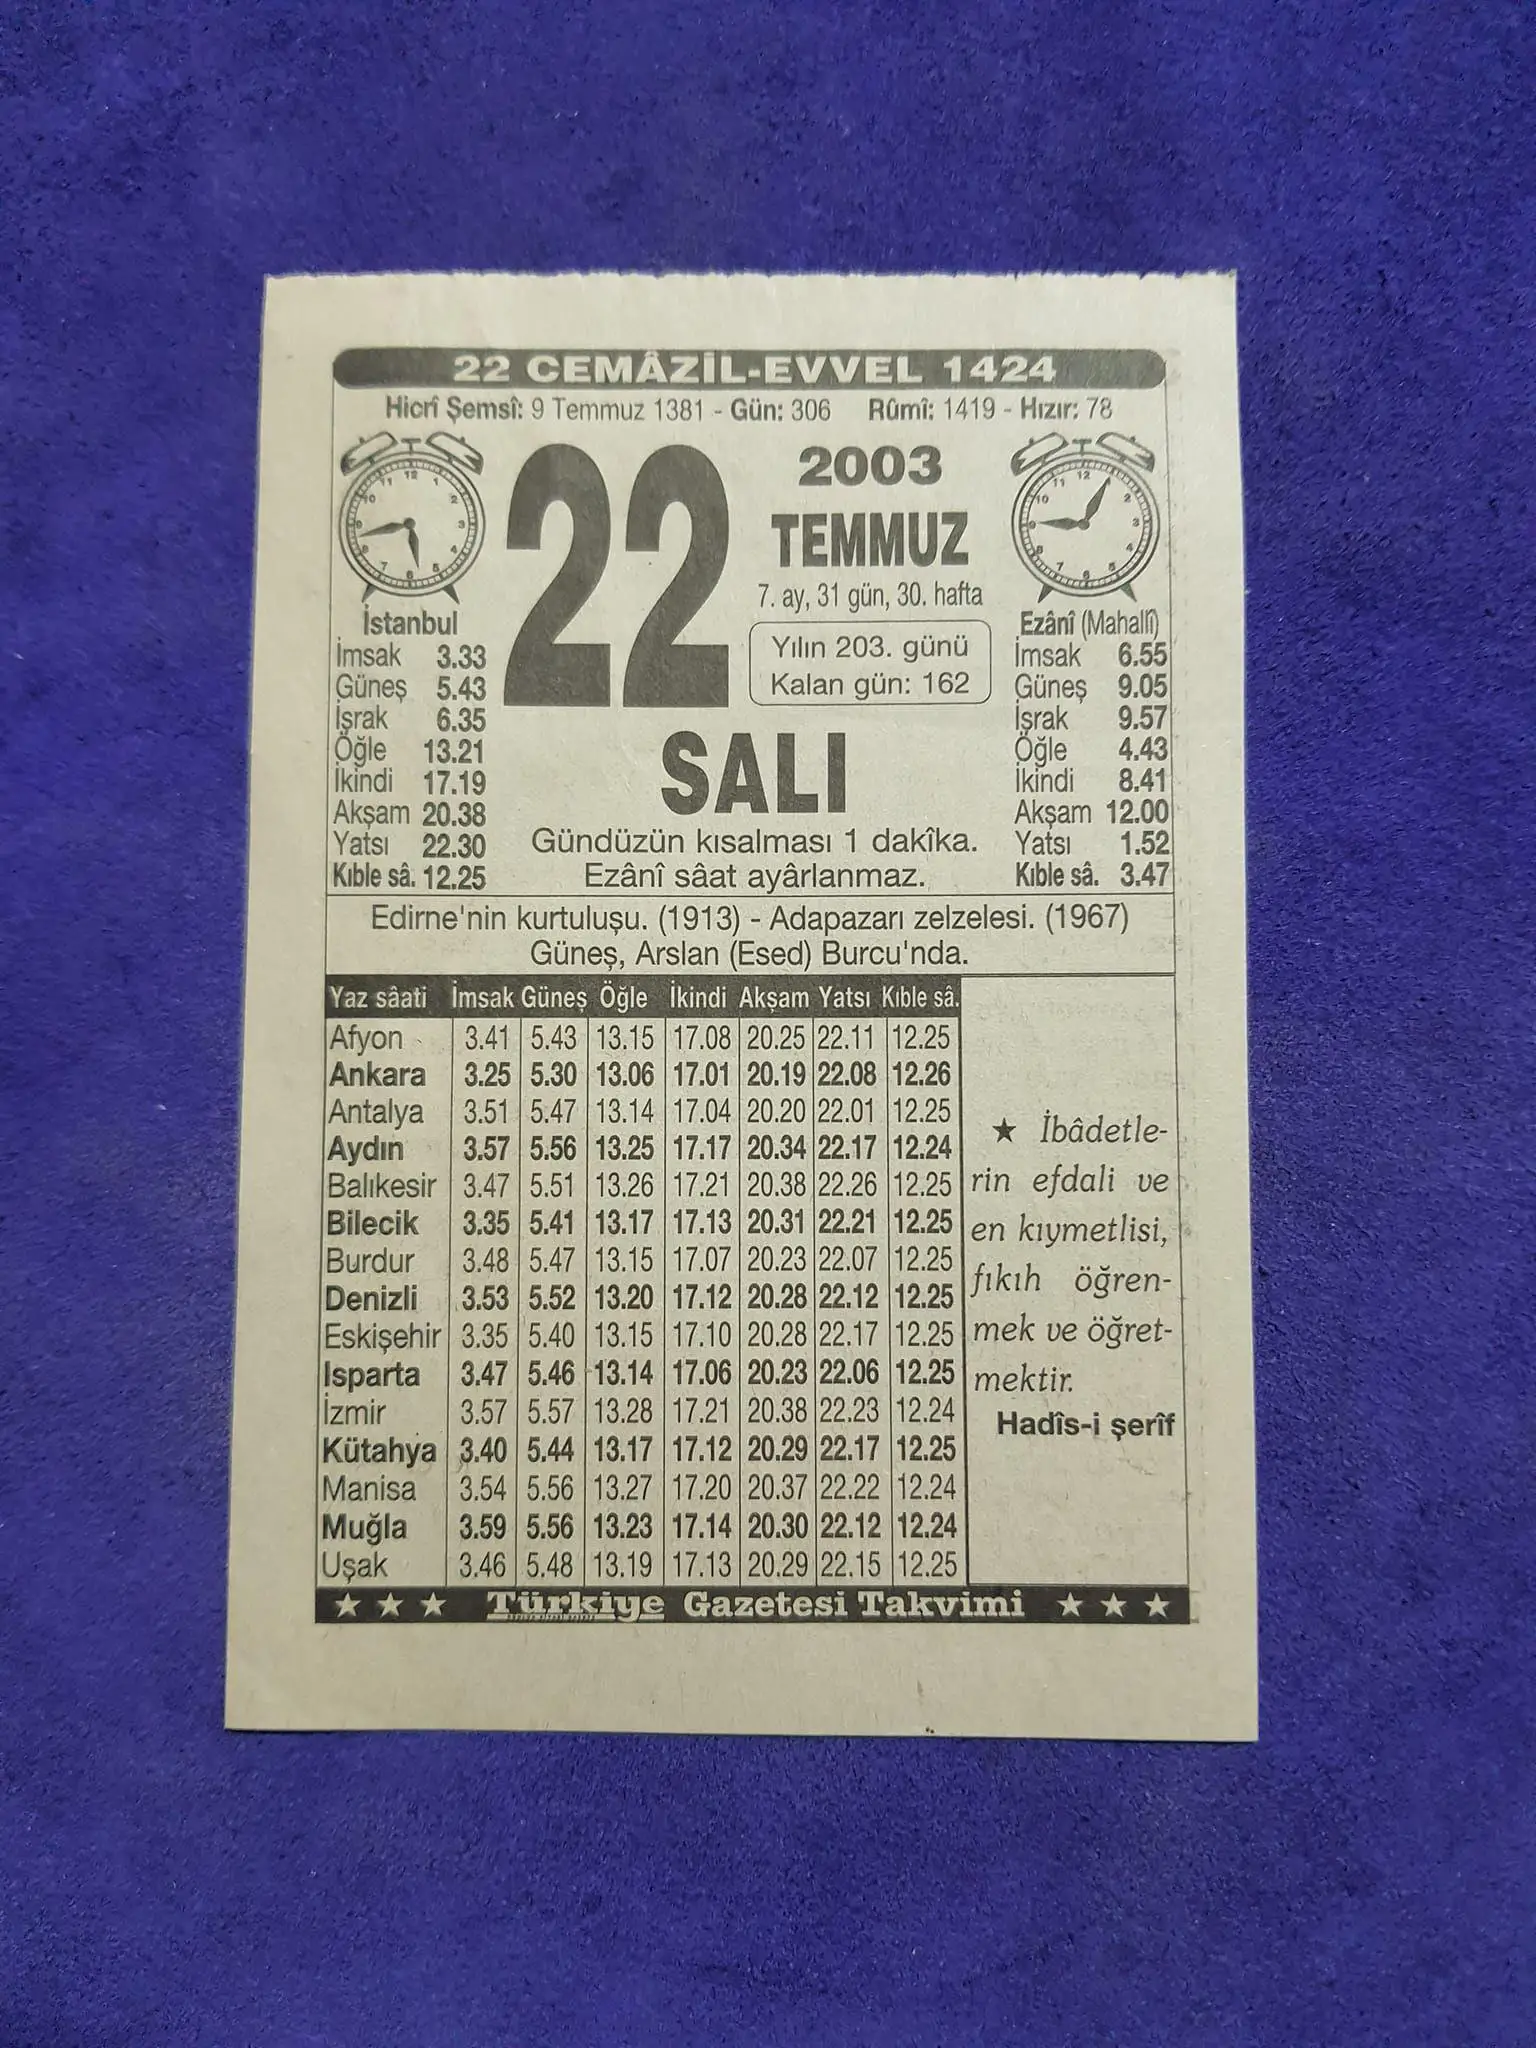 22 CEMÂZİL-EVVEL 1424
Hicrî Şemsî: 9 Temmuz 1381 - Gün: 306 Rûmî: 1419 - Hızır: 78
22
2003
TEMMUZ
7. ay, 31 gün, 30. hafta
Yılın 203. günü
Kalan gün: 162
SALI
Gündüzün kısalması 1 dakîka.
Ezânî sâat ayârlanmaz.
İstanbul
İmsak 3.33
Güneş 5.43
İşrak 6.35
Öğle 13.21
İkindi 17.19
Akşam 20.38
Yatsı 22.30
Kıble sâ. 12.25
Ezânî (Mahallî)
İmsak 6.55
Güneş 9.05
İşrak 9.57
Öğle 4.43
İkindi 8.41
Akşam 12.00
Yatsı 1.52
Kıble sâ. 3.47
Edirne'nin kurtuluşu. (1913) - Adapazarı zelzelesi. (1967)
Güneş, Arslan (Esed) Burcu'nda.
Yaz sâati İmsak Güneş Öğle İkindi Akşam Yatsı Kıble sâ.
Afyon 3.41 5.43 13.15 17.08 20.25 22.11 12.25
Ankara 3.25 5.30 13.06 17.01 20.19 22.08 12.26
Antalya 3.51 5.47 13.14 17.04 20.20 22.01 12.25
Aydın 3.57 5.56 13.25 17.17 20.34 22.17 12.24
Balıkesir 3.47 5.51 13.26 17.21 20.38 22.26 12.25
Bilecik 3.35 5.41 13.17 17.13 20.31 22.21 12.25
Burdur 3.48 5.47 13.15 17.07 20.23 22.07 12.25
Denizli 3.53 5.52 13.20 17.12 20.28 22.12 12.25
Eskişehir 3.35 5.40 13.15 17.10 20.28 22.17 12.25
Isparta 3.47 5.46 13.14 17.06 20.23 22.06 12.25
İzmir 3.57 5.57 13.28 17.21 20.38 22.23 12.24
Kütahya 3.40 5.44 13.17 17.12 20.29 22.17 12.25
Manisa 3.54 5.56 13.27 17.20 20.37 22.22 12.24
Muğla 3.59 5.56 13.23 17.14 20.30 22.12 12.24
Uşak 3.46 5.48 13.19 17.13 20.29 22.15 12.25
★ İbâdetle-
rin efdali ve
en kıymetlisi,
fıkıh öğren-
mek ve öğret-
mektir.
Hadîs-i şerîf
★ ★ ★ Türkiye Gazetesi Takvimi ★ ★ ★